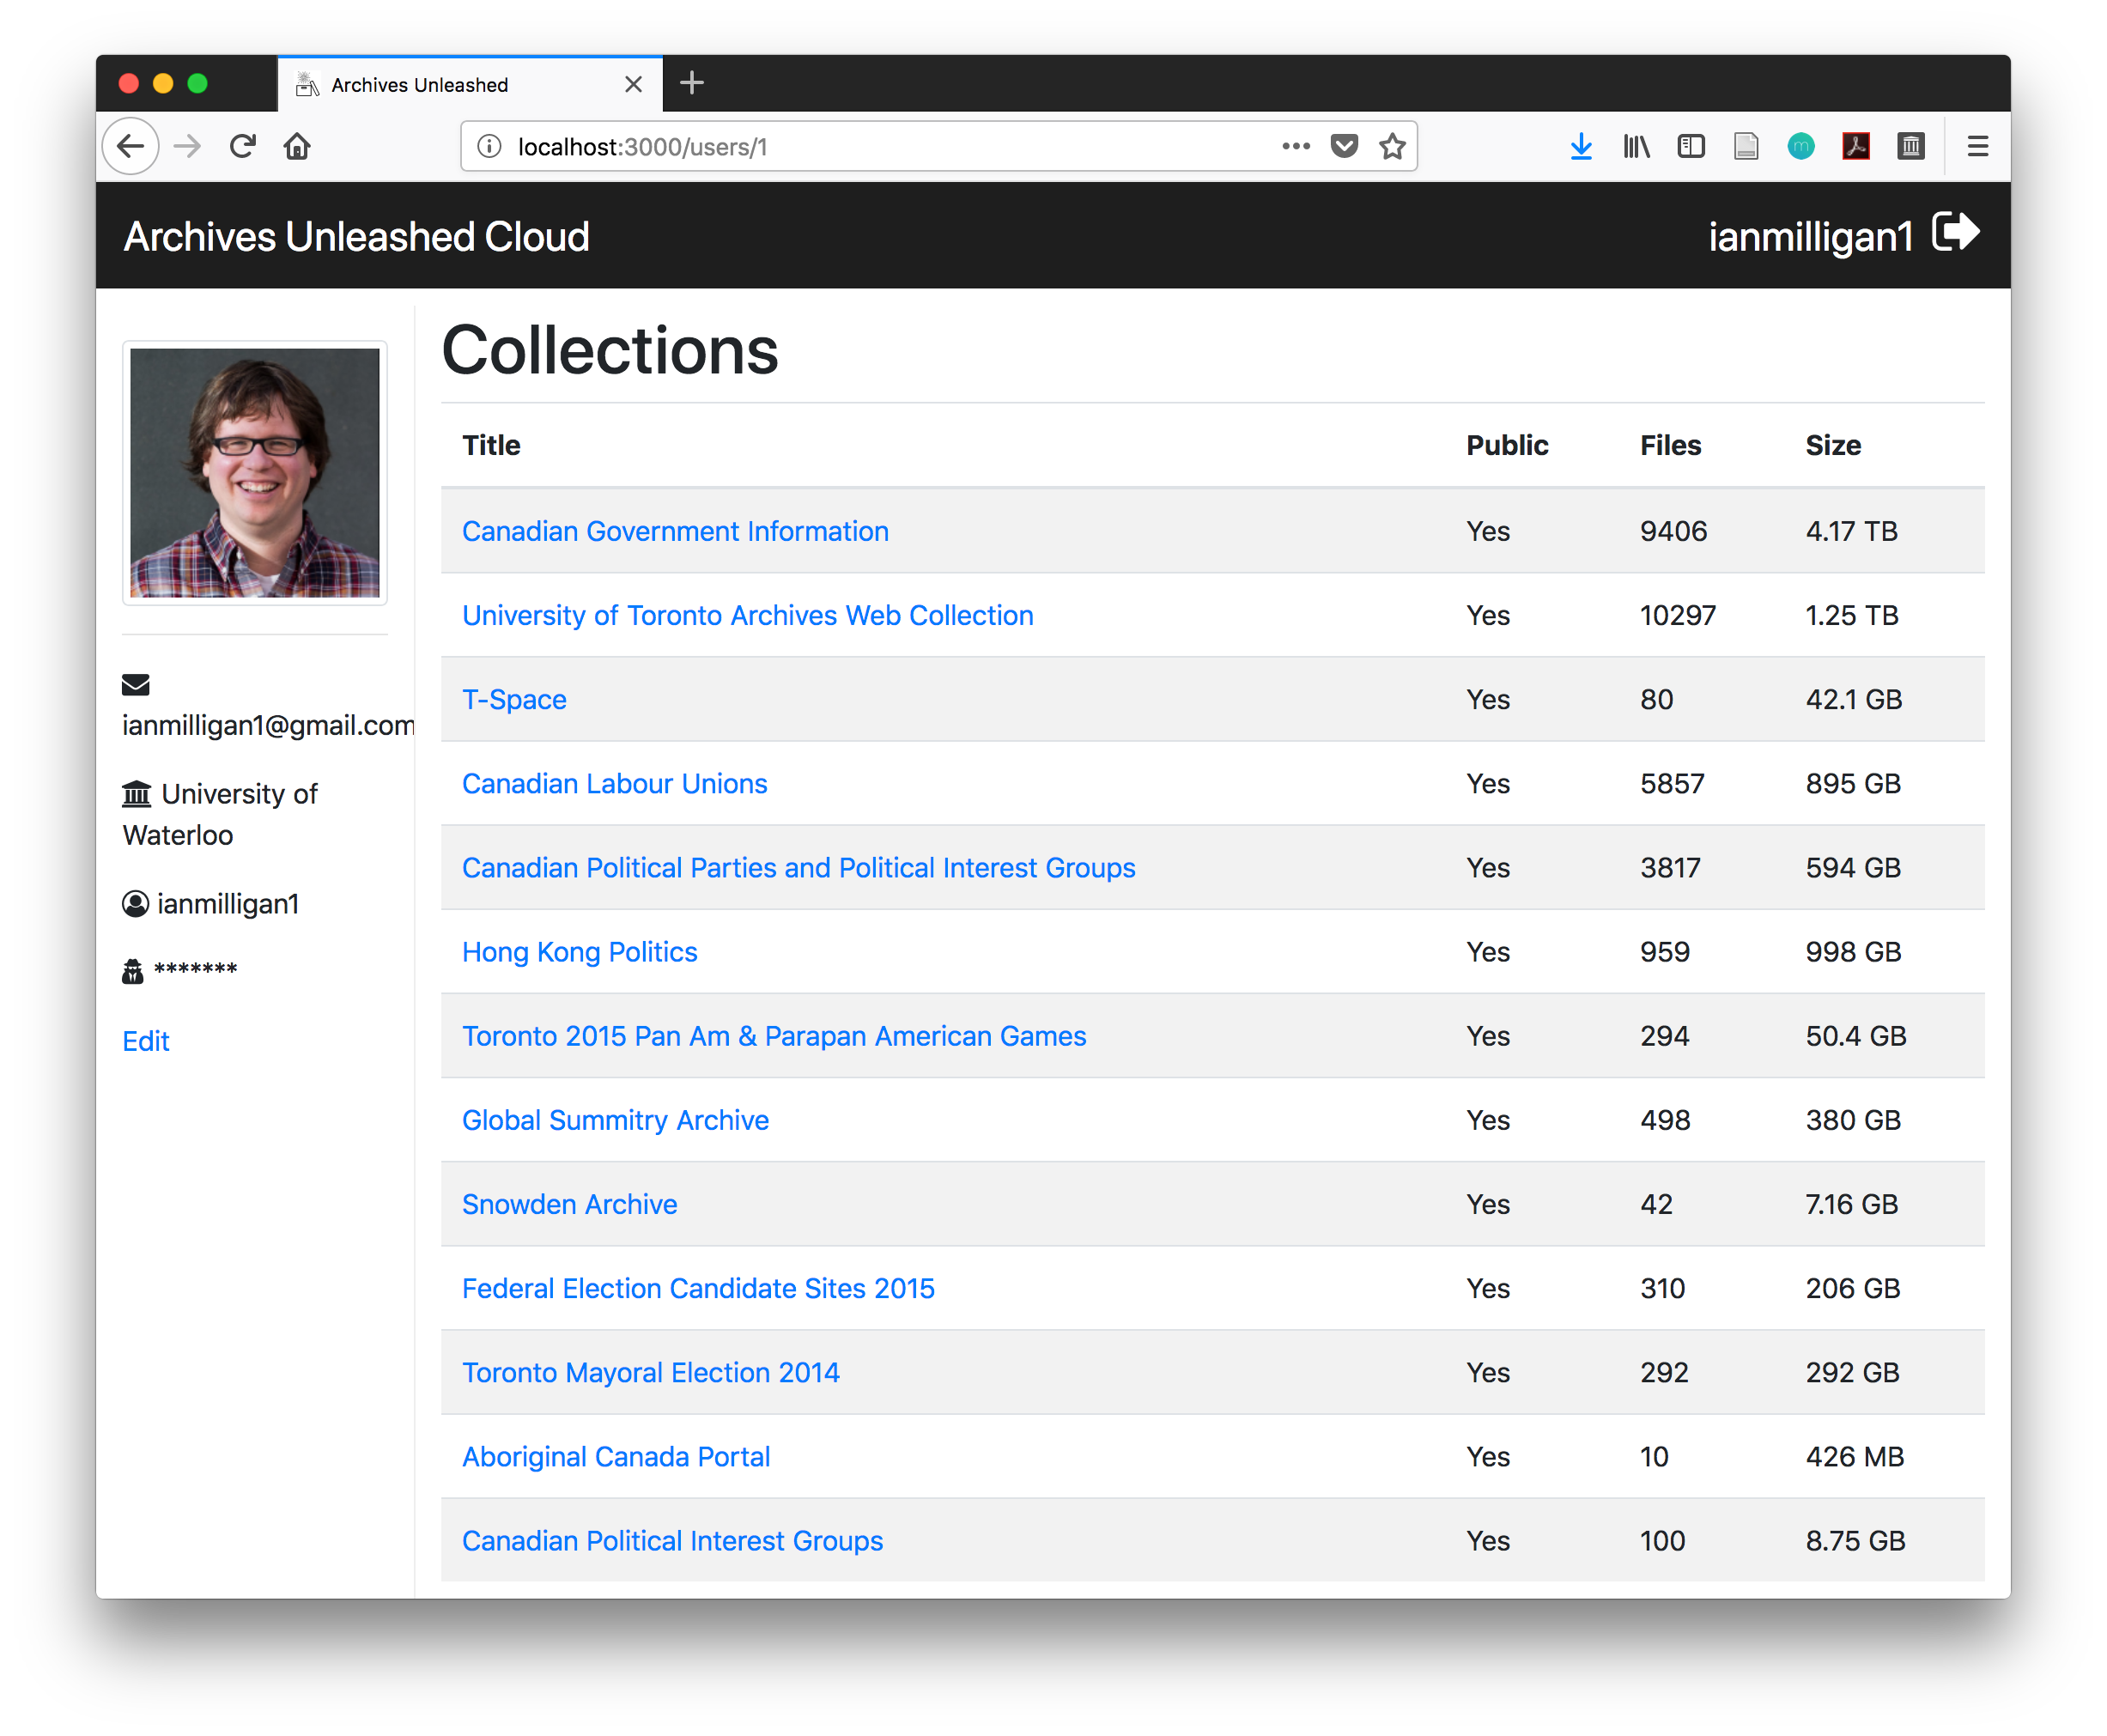 Archives Unleashed
localhost:3000/users/1
Archives Unleashed Cloud
ianmilligan1
ianmilligan1@gmail.com
University of
Waterloo
ianmilligan1
*******
Edit
Collections
Title Public Files Size
Canadian Government Information Yes 9406 4.17 TB
University of Toronto Archives Web Collection Yes 10297 1.25 TB
T-Space Yes 80 42.1 GB
Canadian Labour Unions Yes 5857 895 GB
Canadian Political Parties and Political Interest Groups Yes 3817 594 GB
Hong Kong Politics Yes 959 998 GB
Toronto 2015 Pan Am & Parapan American Games Yes 294 50.4 GB
Global Summitry Archive Yes 498 380 GB
Snowden Archive Yes 42 7.16 GB
Federal Election Candidate Sites 2015 Yes 310 206 GB
Toronto Mayoral Election 2014 Yes 292 292 GB
Aboriginal Canada Portal Yes 10 426 MB
Canadian Political Interest Groups Yes 100 8.75 GB